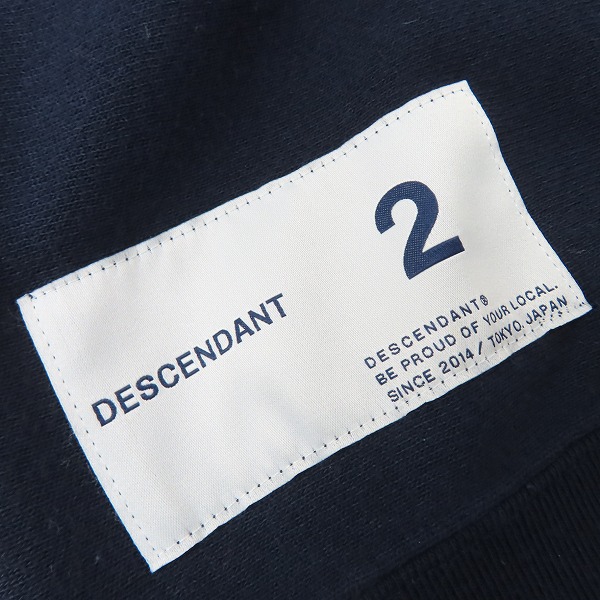 2
DESCENDANT
DESCENDANT®
BE PROUD OF YOUR LOCAL.
SINCE 2014 / TOKYO, JAPAN